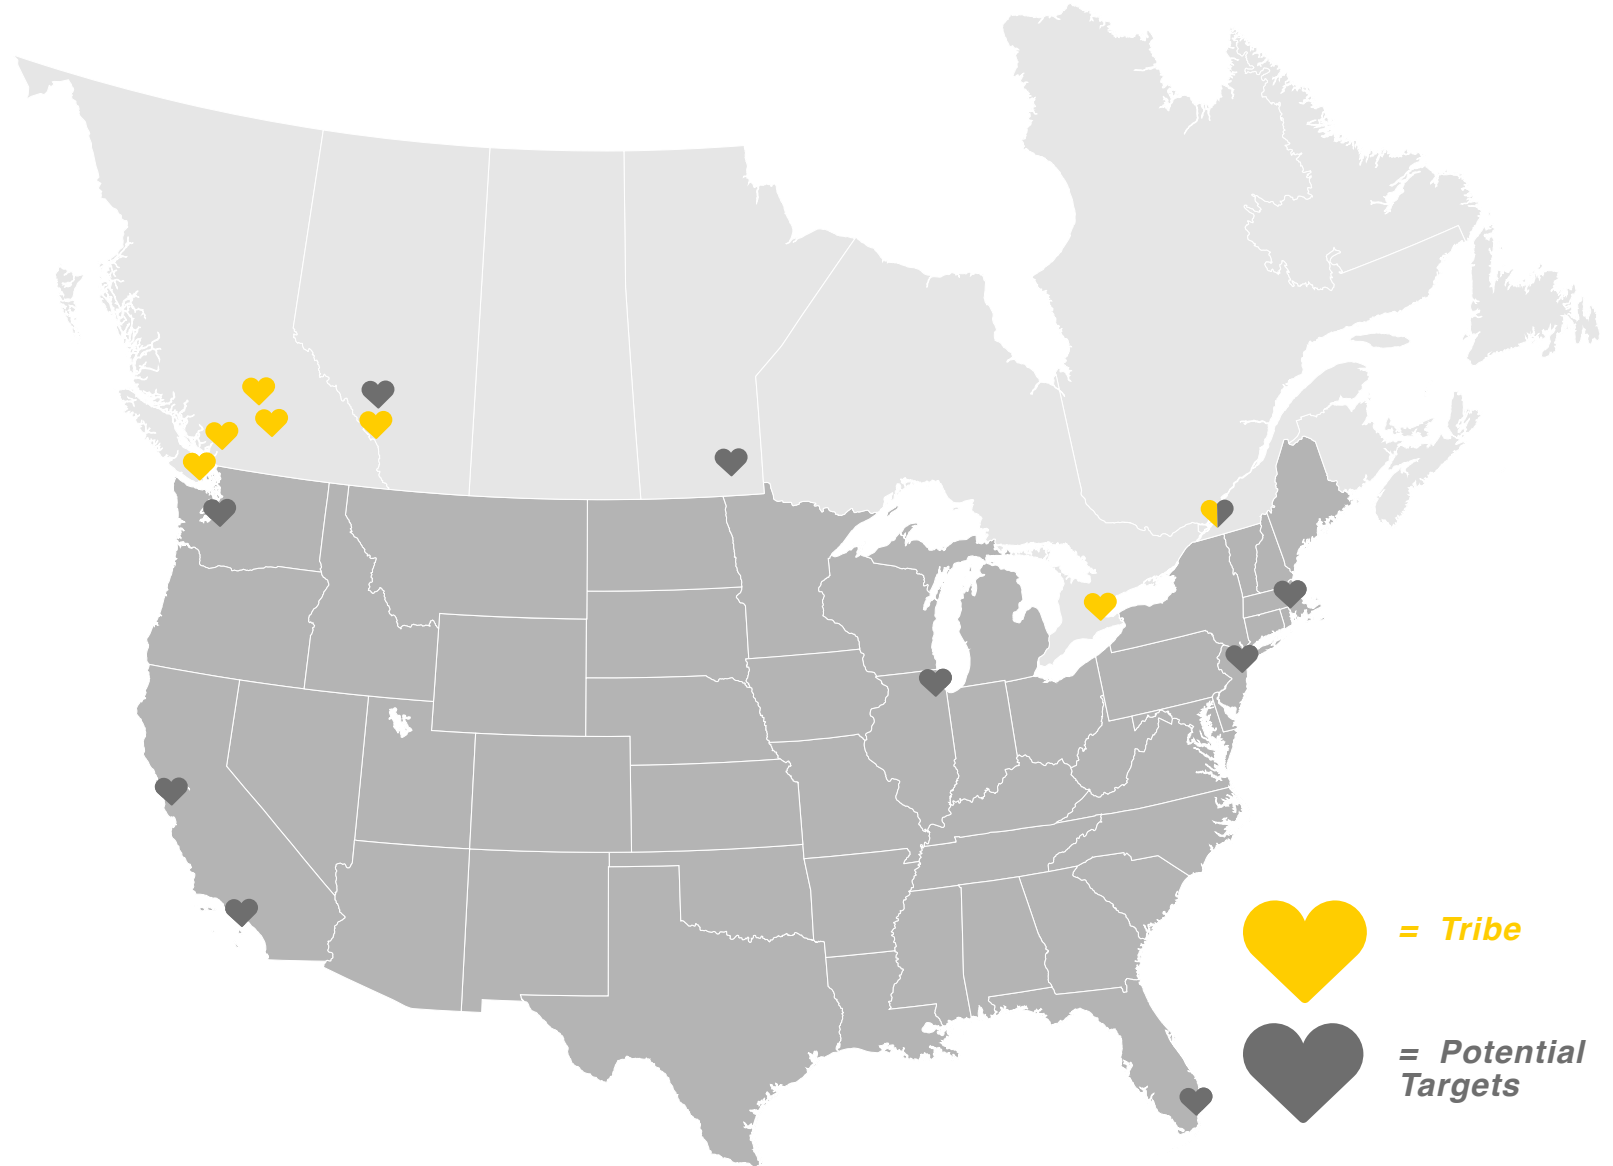 = Tribe
= Potential
Targets